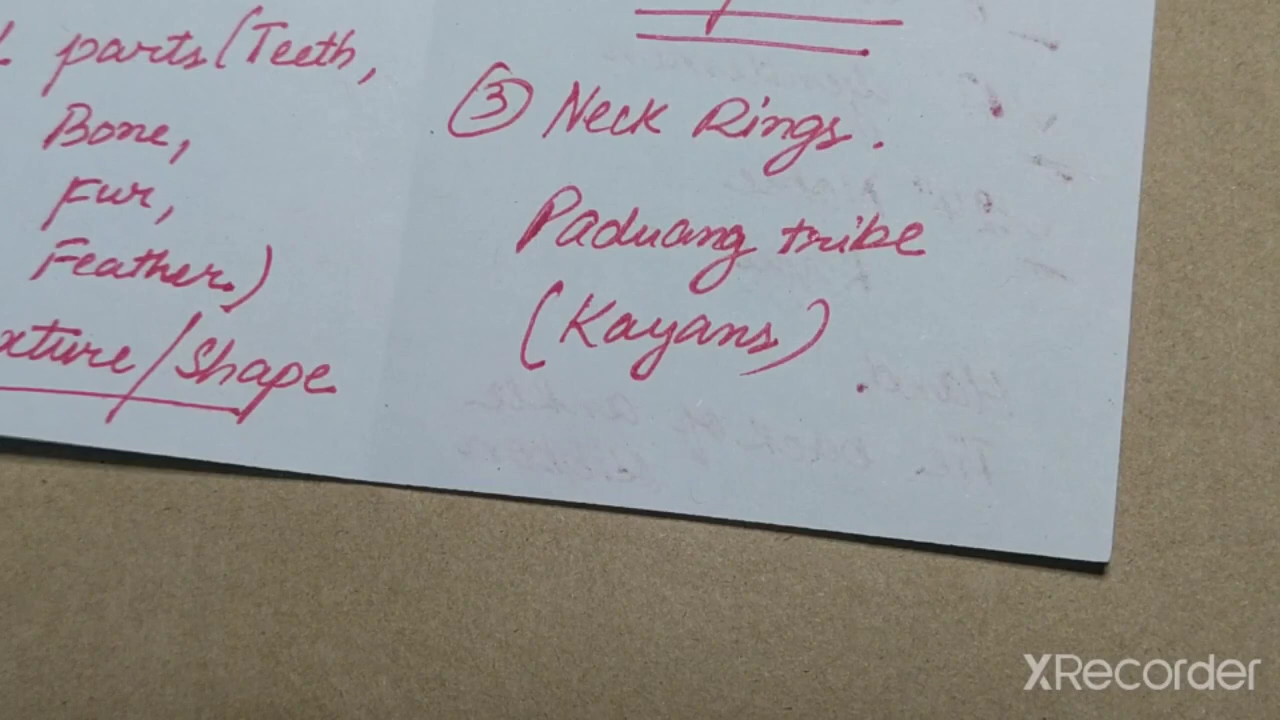 parts (Teeth,
Bone,
Fur,
Feather.)
xture/Shape
③ Neck Rings.
Paduang tribe
(Kayans).
XRecorder